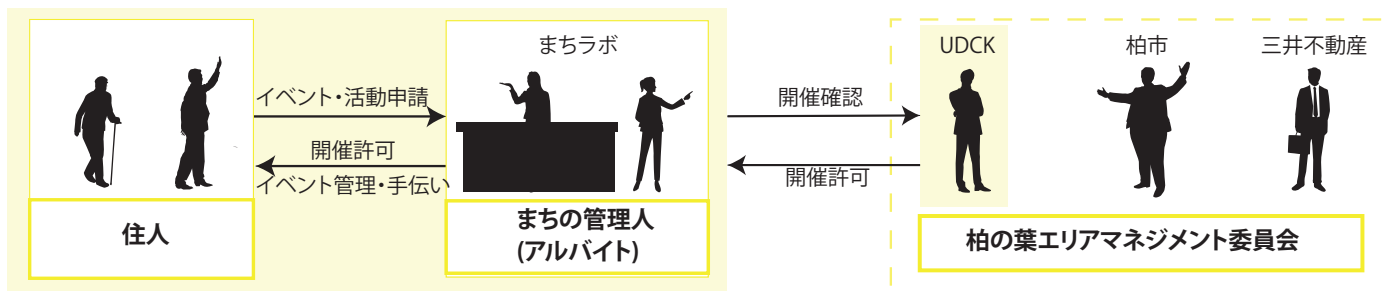 まちラボ
イベント・活動申請
開催許可
イベント管理・手伝い
住人
まちの管理人
(アルバイト)
開催確認
開催許可
UDCK
柏市
三井不動産
柏の葉エリアマネジメント委員会